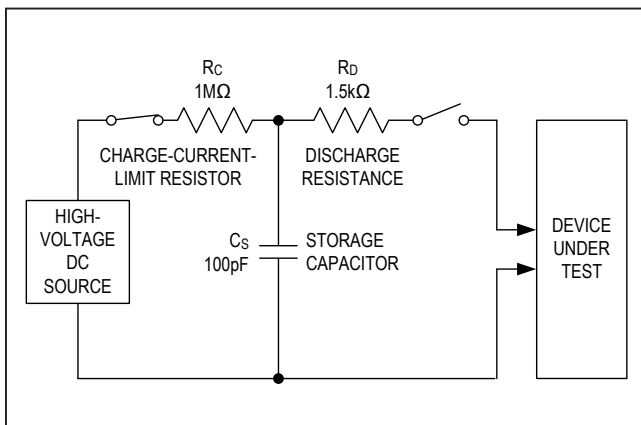 RC
1MΩ
RD
1.5kΩ
CHARGE-CURRENT-
LIMIT RESISTOR
DISCHARGE
RESISTANCE
HIGH-
VOLTAGE
DC
SOURCE
CS
100pF
STORAGE
CAPACITOR
DEVICE
UNDER
TEST